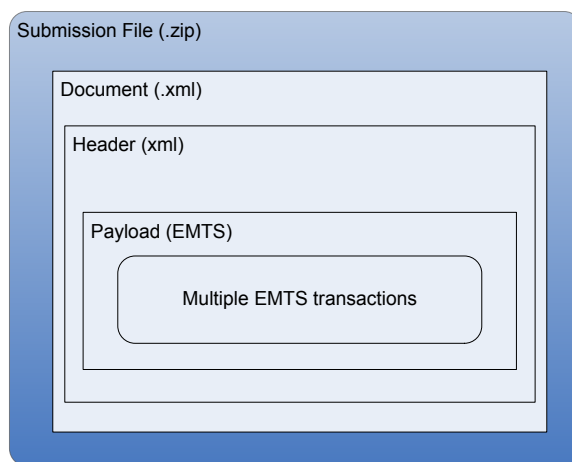 Submission File (.zip)
Document (.xml)
Header (xml)
Payload (EMTS)
Multiple EMTS transactions